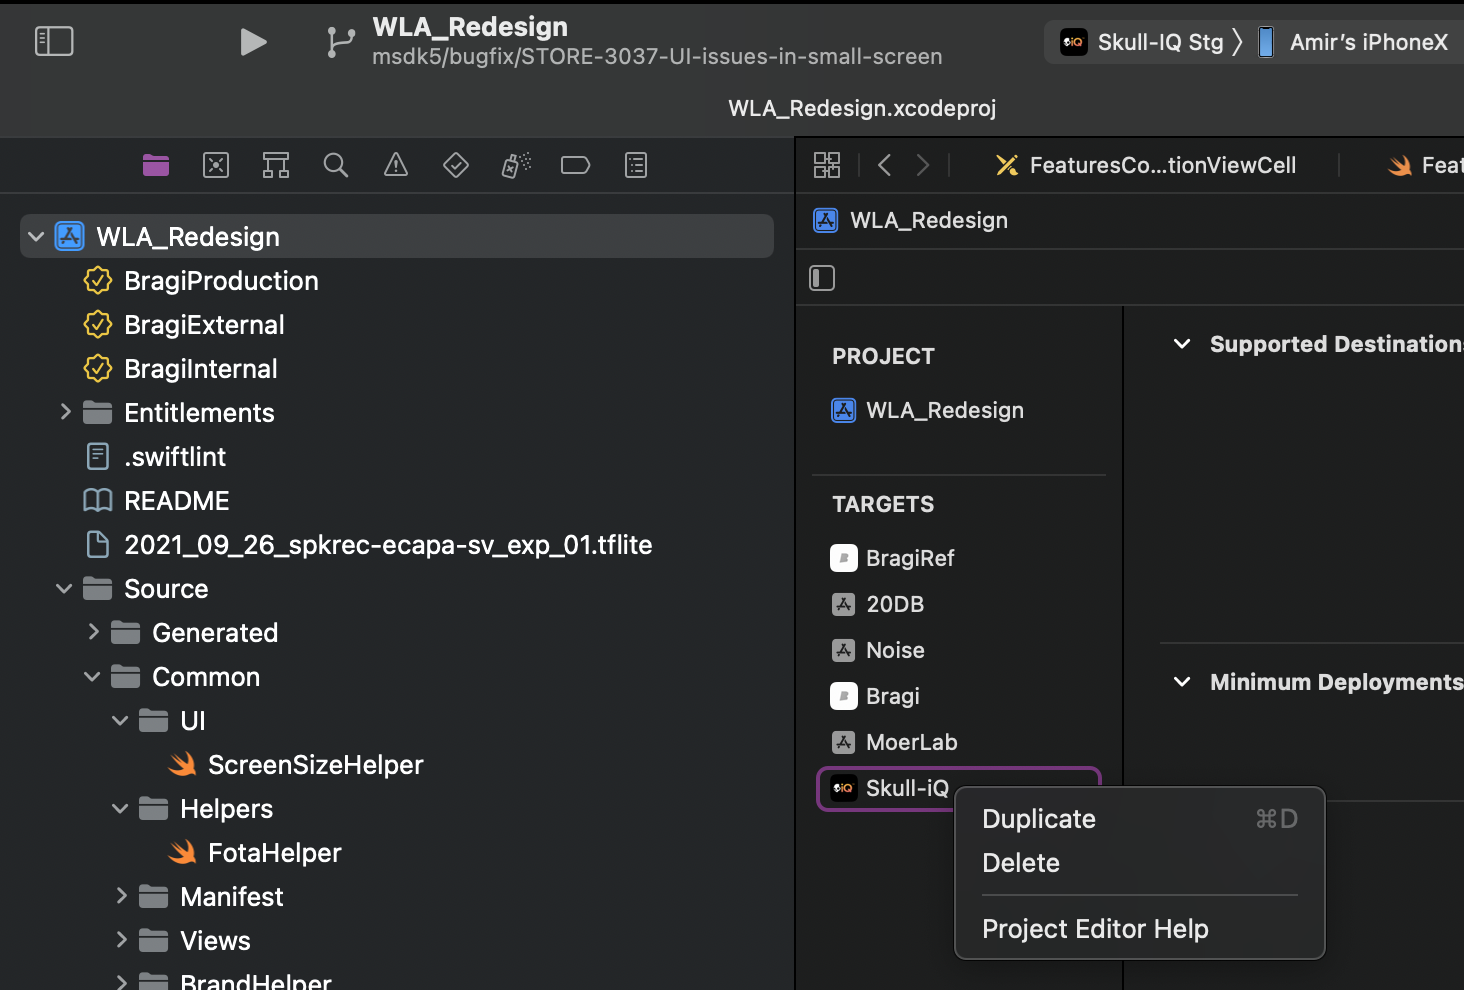 WLA_Redesign
msdk5/bugfix/STORE-3037-UI-issues-in-small-screen
Skull-IQ Stg
Amir's iPhoneX
WLA_Redesign.xcodeproj
FeaturesCo...tionViewCell
Feat
WLA_Redesign
BragiProduction
BragiExternal
BragiInternal
Entitlements
.swiftlint
README
2021_09_26_spkrec-ecapa-sv_exp_01.tflite
Source
Generated
Common
UI
ScreenSizeHelper
Helpers
FotaHelper
Manifest
Views
BrandHelper
WLA_Redesign
PROJECT
WLA_Redesign
TARGETS
BragiRef
20DB
Noise
Bragi
MoerLab
Skull-iQ
Supported Destinations
Minimum Deployments
Duplicate ⌘D
Delete
Project Editor Help